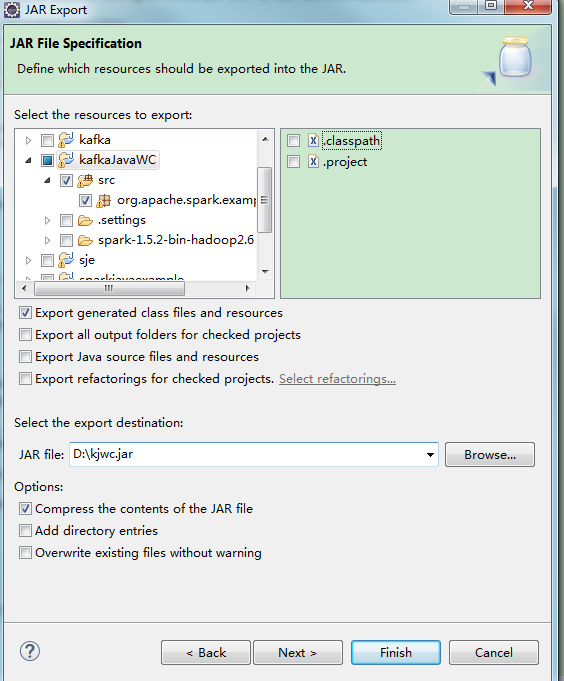 JAR Export
JAR File Specification
Define which resources should be exported into the JAR.
Select the resources to export:
kafka
kafkaJavaWC
src
org.apache.spark.examp
.settings
spark-1.5.2-bin-hadoop2.6
sje
sparkjavaexample
.classpath
.project
Export generated class files and resources
Export all output folders for checked projects
Export Java source files and resources
Export refactorings for checked projects. Select refactorings...
Select the export destination:
JAR file: D:\kjwc.jar Browse...
Options:
Compress the contents of the JAR file
Add directory entries
Overwrite existing files without warning
? < Back Next > Finish Cancel